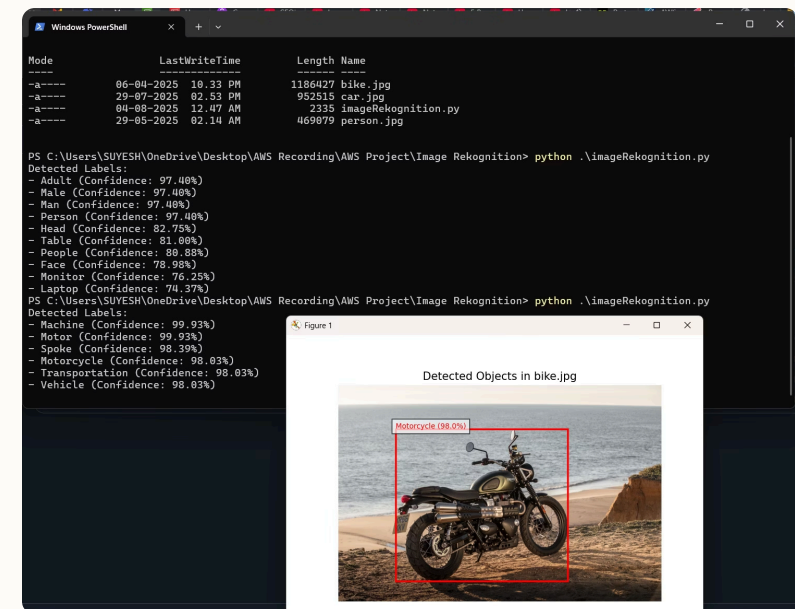 Windows PowerShell
Mode LastWriteTime Length Name
---- ------------- ------ ----
-a---- 06-04-2025 10.33 PM 1186427 bike.jpg
-a---- 29-07-2025 02.53 PM 952515 car.jpg
-a---- 04-08-2025 12.47 AM 2335 imageRekognition.py
-a---- 29-05-2025 02.14 AM 469079 person.jpg
PS C:\Users\SUYESH\OneDrive\Desktop\AWS Recording\AWS Project\Image Rekognition> python .\imageRekognition.py
Detected Labels:
- Adult (Confidence: 97.40%)
- Male (Confidence: 97.40%)
- Man (Confidence: 97.40%)
- Person (Confidence: 97.40%)
- Head (Confidence: 82.75%)
- Table (Confidence: 81.00%)
- People (Confidence: 80.88%)
- Face (Confidence: 78.98%)
- Monitor (Confidence: 76.25%)
- Laptop (Confidence: 74.37%)
PS C:\Users\SUYESH\OneDrive\Desktop\AWS Recording\AWS Project\Image Rekognition> python .\imageRekognition.py
Detected Labels:
- Machine (Confidence: 99.93%)
- Motor (Confidence: 99.93%)
- Spoke (Confidence: 98.39%)
- Motorcycle (Confidence: 98.03%)
- Transportation (Confidence: 98.03%)
- Vehicle (Confidence: 98.03%)
Figure 1
Detected Objects in bike.jpg
Motorcycle (98.0%)